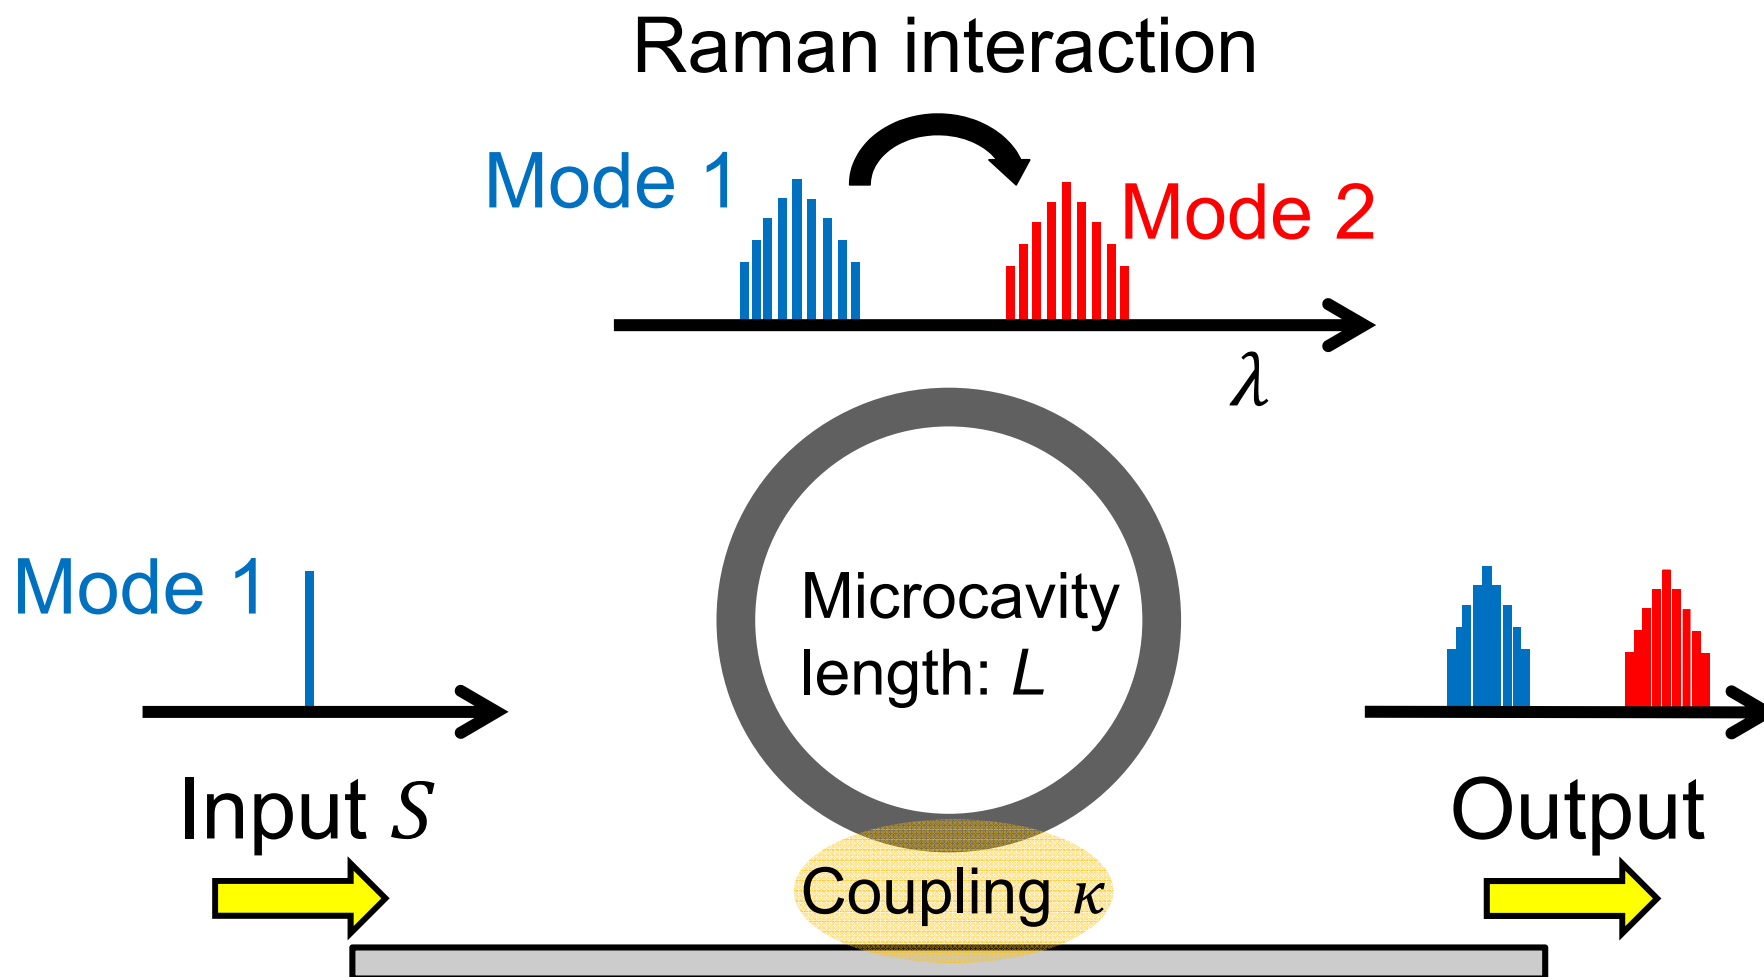 Raman interaction
Mode 1
Mode 2
λ
Mode 1
Microcavity
length: L
Input S
Output
Coupling κ